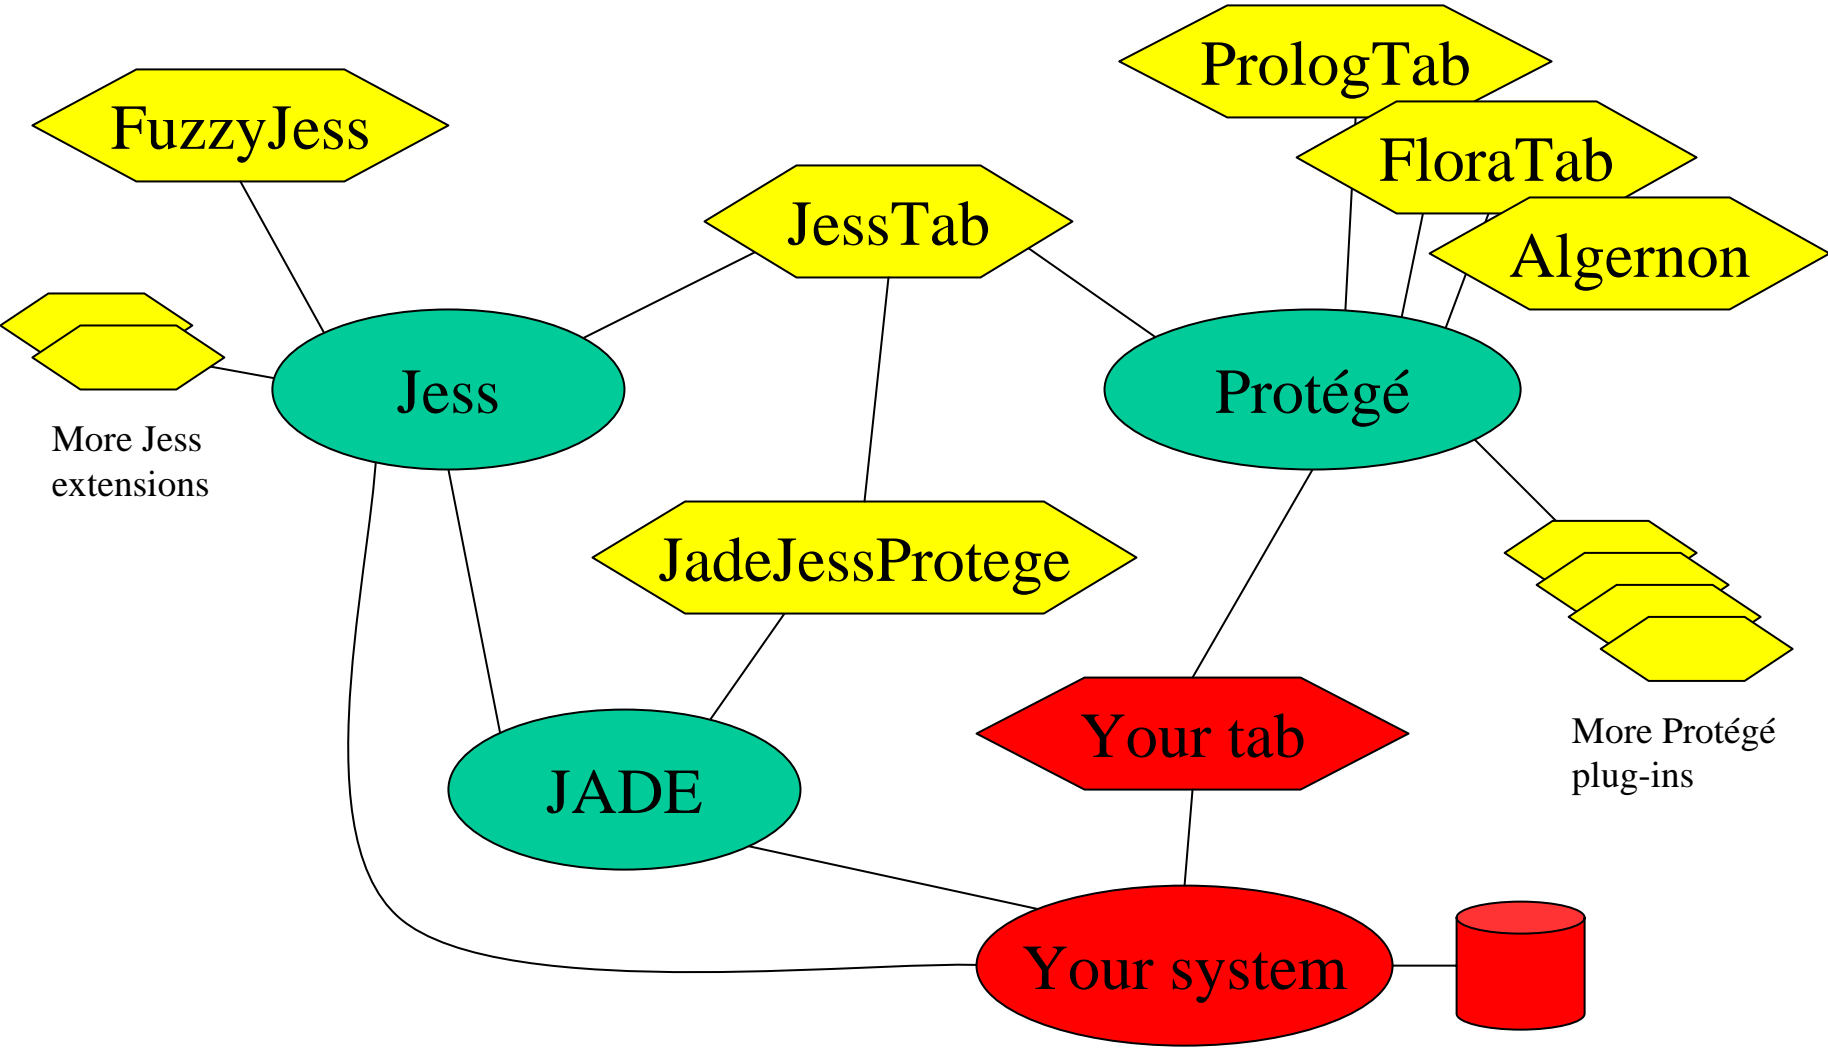 PrologTab
FuzzyJess
FloraTab
JessTab
Algernon
Jess
Protégé
More Jess
extensions
JadeJessProtege
Your tab
More Protégé
plug-ins
JADE
Your system